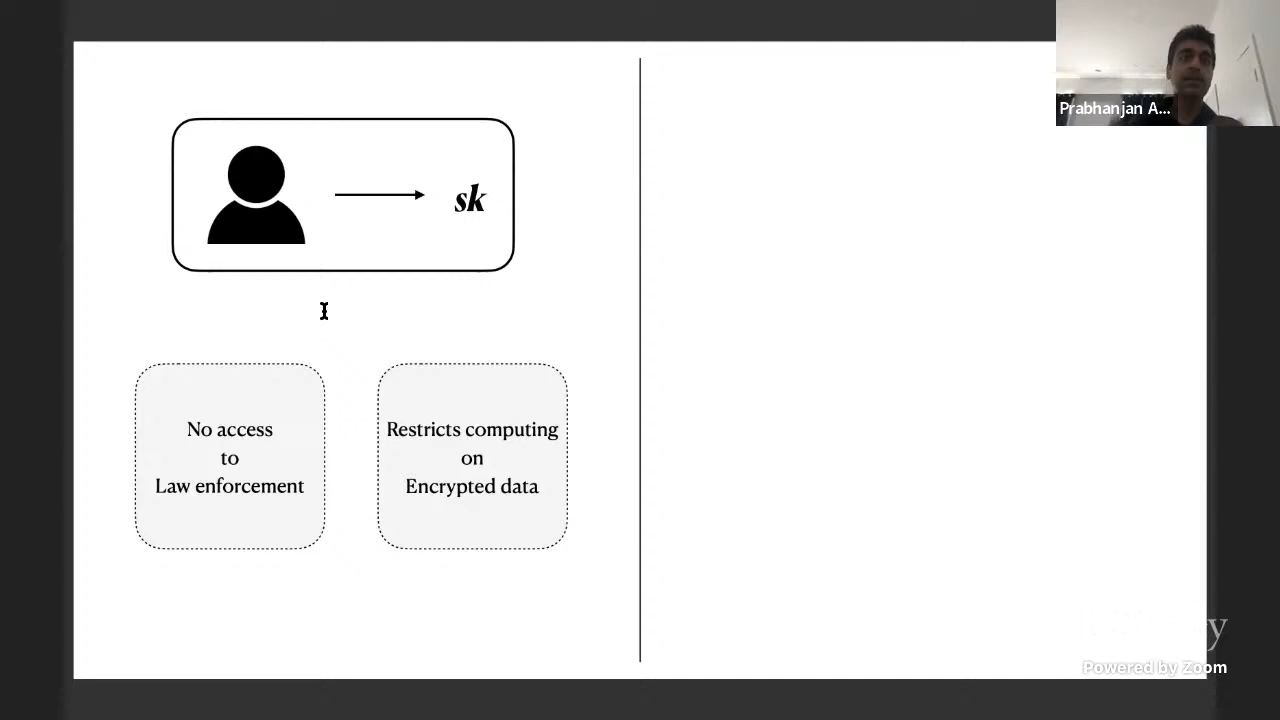 Prabhanjan A...
sk
No access
to
Law enforcement
Restricts computing
on
Encrypted data
Powered by Zoom